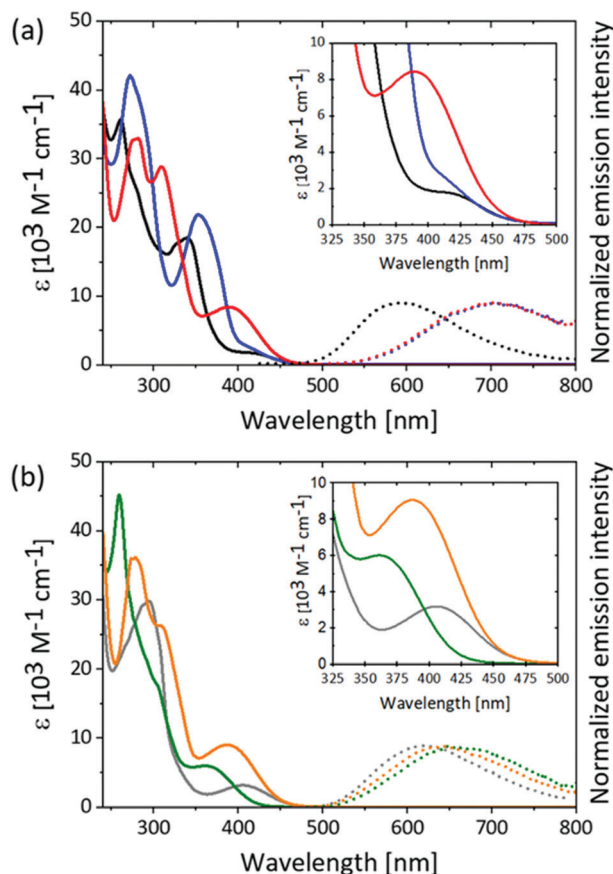 (a)
50
40
30
20
10
0
ε [10³ M-1 cm-1]
300 400 500 600 700 800
Wavelength [nm]
Normalized emission intensity
10
8
6
4
2
0
ε [10³ M-1 cm-1]
325 350 375 400 425 450 475 500
Wavelength [nm]
(b)
50
40
30
20
10
0
ε [10³ M-1 cm-1]
300 400 500 600 700 800
Wavelength [nm]
Normalized emission intensity
10
8
6
4
2
0
ε [10³ M-1 cm-1]
325 350 375 400 425 450 475 500
Wavelength [nm]